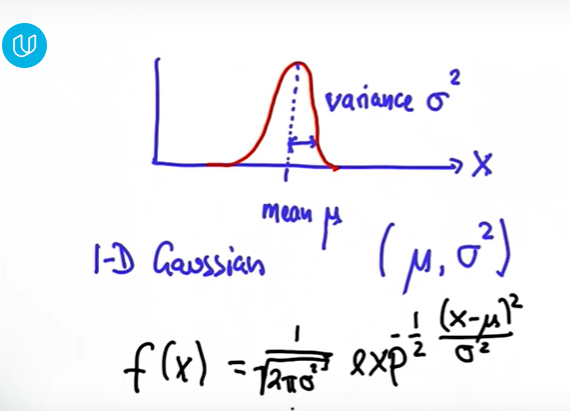 variance σ²
X
mean μ
1-D Gaussian (μ, σ²)
f(x) = 1/√(2πσ²) exp^(-1/2 (x-μ)²/σ²)